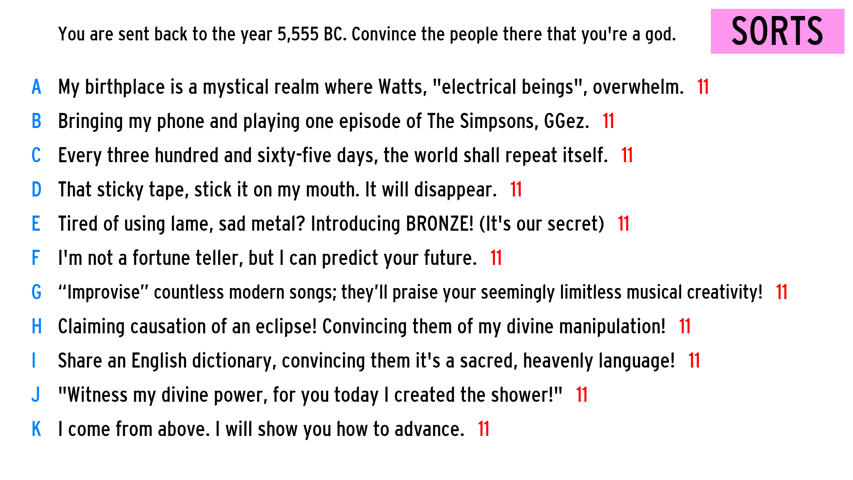 You are sent back to the year 5,555 BC. Convince the people there that you're a god.
SORTS
A My birthplace is a mystical realm where Watts, "electrical beings", overwhelm. 11
B Bringing my phone and playing one episode of The Simpsons, GGez. 11
C Every three hundred and sixty-five days, the world shall repeat itself. 11
D That sticky tape, stick it on my mouth. It will disappear. 11
E Tired of using lame, sad metal? Introducing BRONZE! (It's our secret) 11
F I'm not a fortune teller, but I can predict your future. 11
G “Improvise” countless modern songs; they’ll praise your seemingly limitless musical creativity! 11
H Claiming causation of an eclipse! Convincing them of my divine manipulation! 11
I Share an English dictionary, convincing them it's a sacred, heavenly language! 11
J "Witness my divine power, for you today I created the shower!" 11
K I come from above. I will show you how to advance. 11